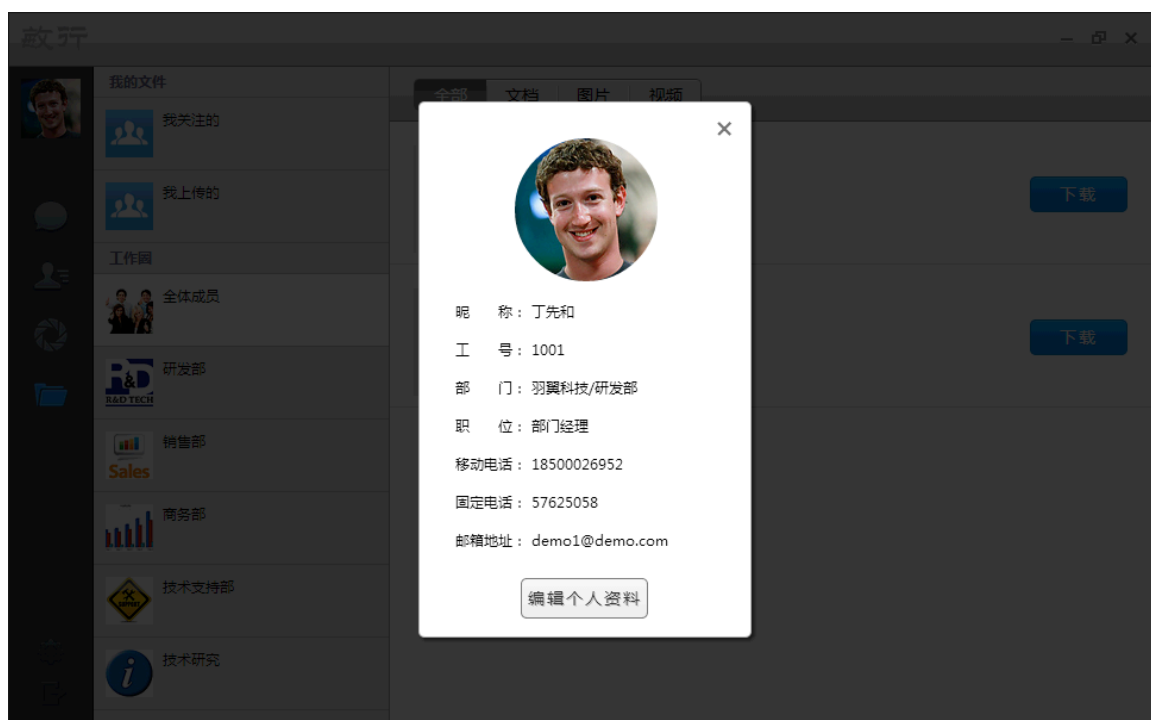 敏行
我的文件
全部 文档 图片 视频
我关注的
我上传的
下载
工作圈
全体成员
下载
研发部
R&D
R&D TECH
销售部
Sales
商务部
技术支持部
SUPPORT
技术研究
i
昵 称：丁先和
工 号：1001
部 门：羽翼科技/研发部
职 位：部门经理
移动电话：18500026952
固定电话：57625058
邮箱地址：demo1@demo.com
编辑个人资料